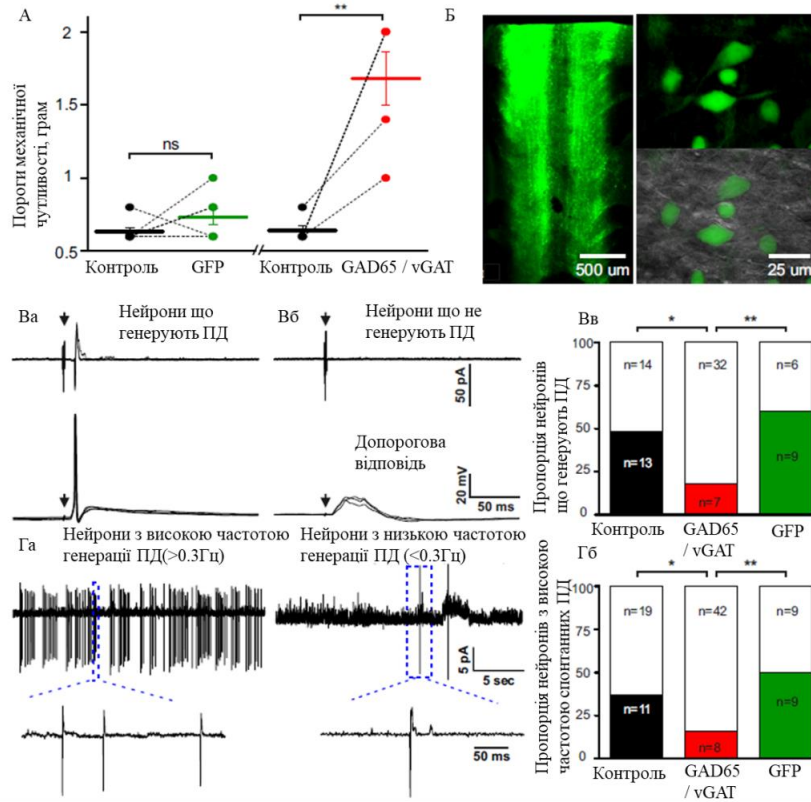 А
Пороги механічної
чутливості, грам
2
1.5
1
0.5
ns
**
Контроль
GFP
Контроль
GAD65 / vGAT
Б
500 um
25 um
Ва
Нейрони що
генерують ПД
Вб
Нейрони що не
генерують ПД
50 pA
Допорогова
відповідь
20 mV
50 ms
Вв
Пропорція нейронів
що генерують ПД
*
**
100
75
50
25
0
n=14
n=32
n=6
n=13
n=7
n=9
Контроль
GAD65
/ vGAT
GFP
Га
Нейрони з високою частотою
генерації ПД(>0.3Гц)
Нейрони з низькою частотою
генерації ПД (<0.3Гц)
5 pA
5 sec
50 ms
Гб
Пропорція нейронів з високою
частотою спонтанних ПД
*
**
100
75
50
25
0
n=19
n=42
n=9
n=11
n=8
n=9
Контроль
GAD65
/ vGAT
GFP